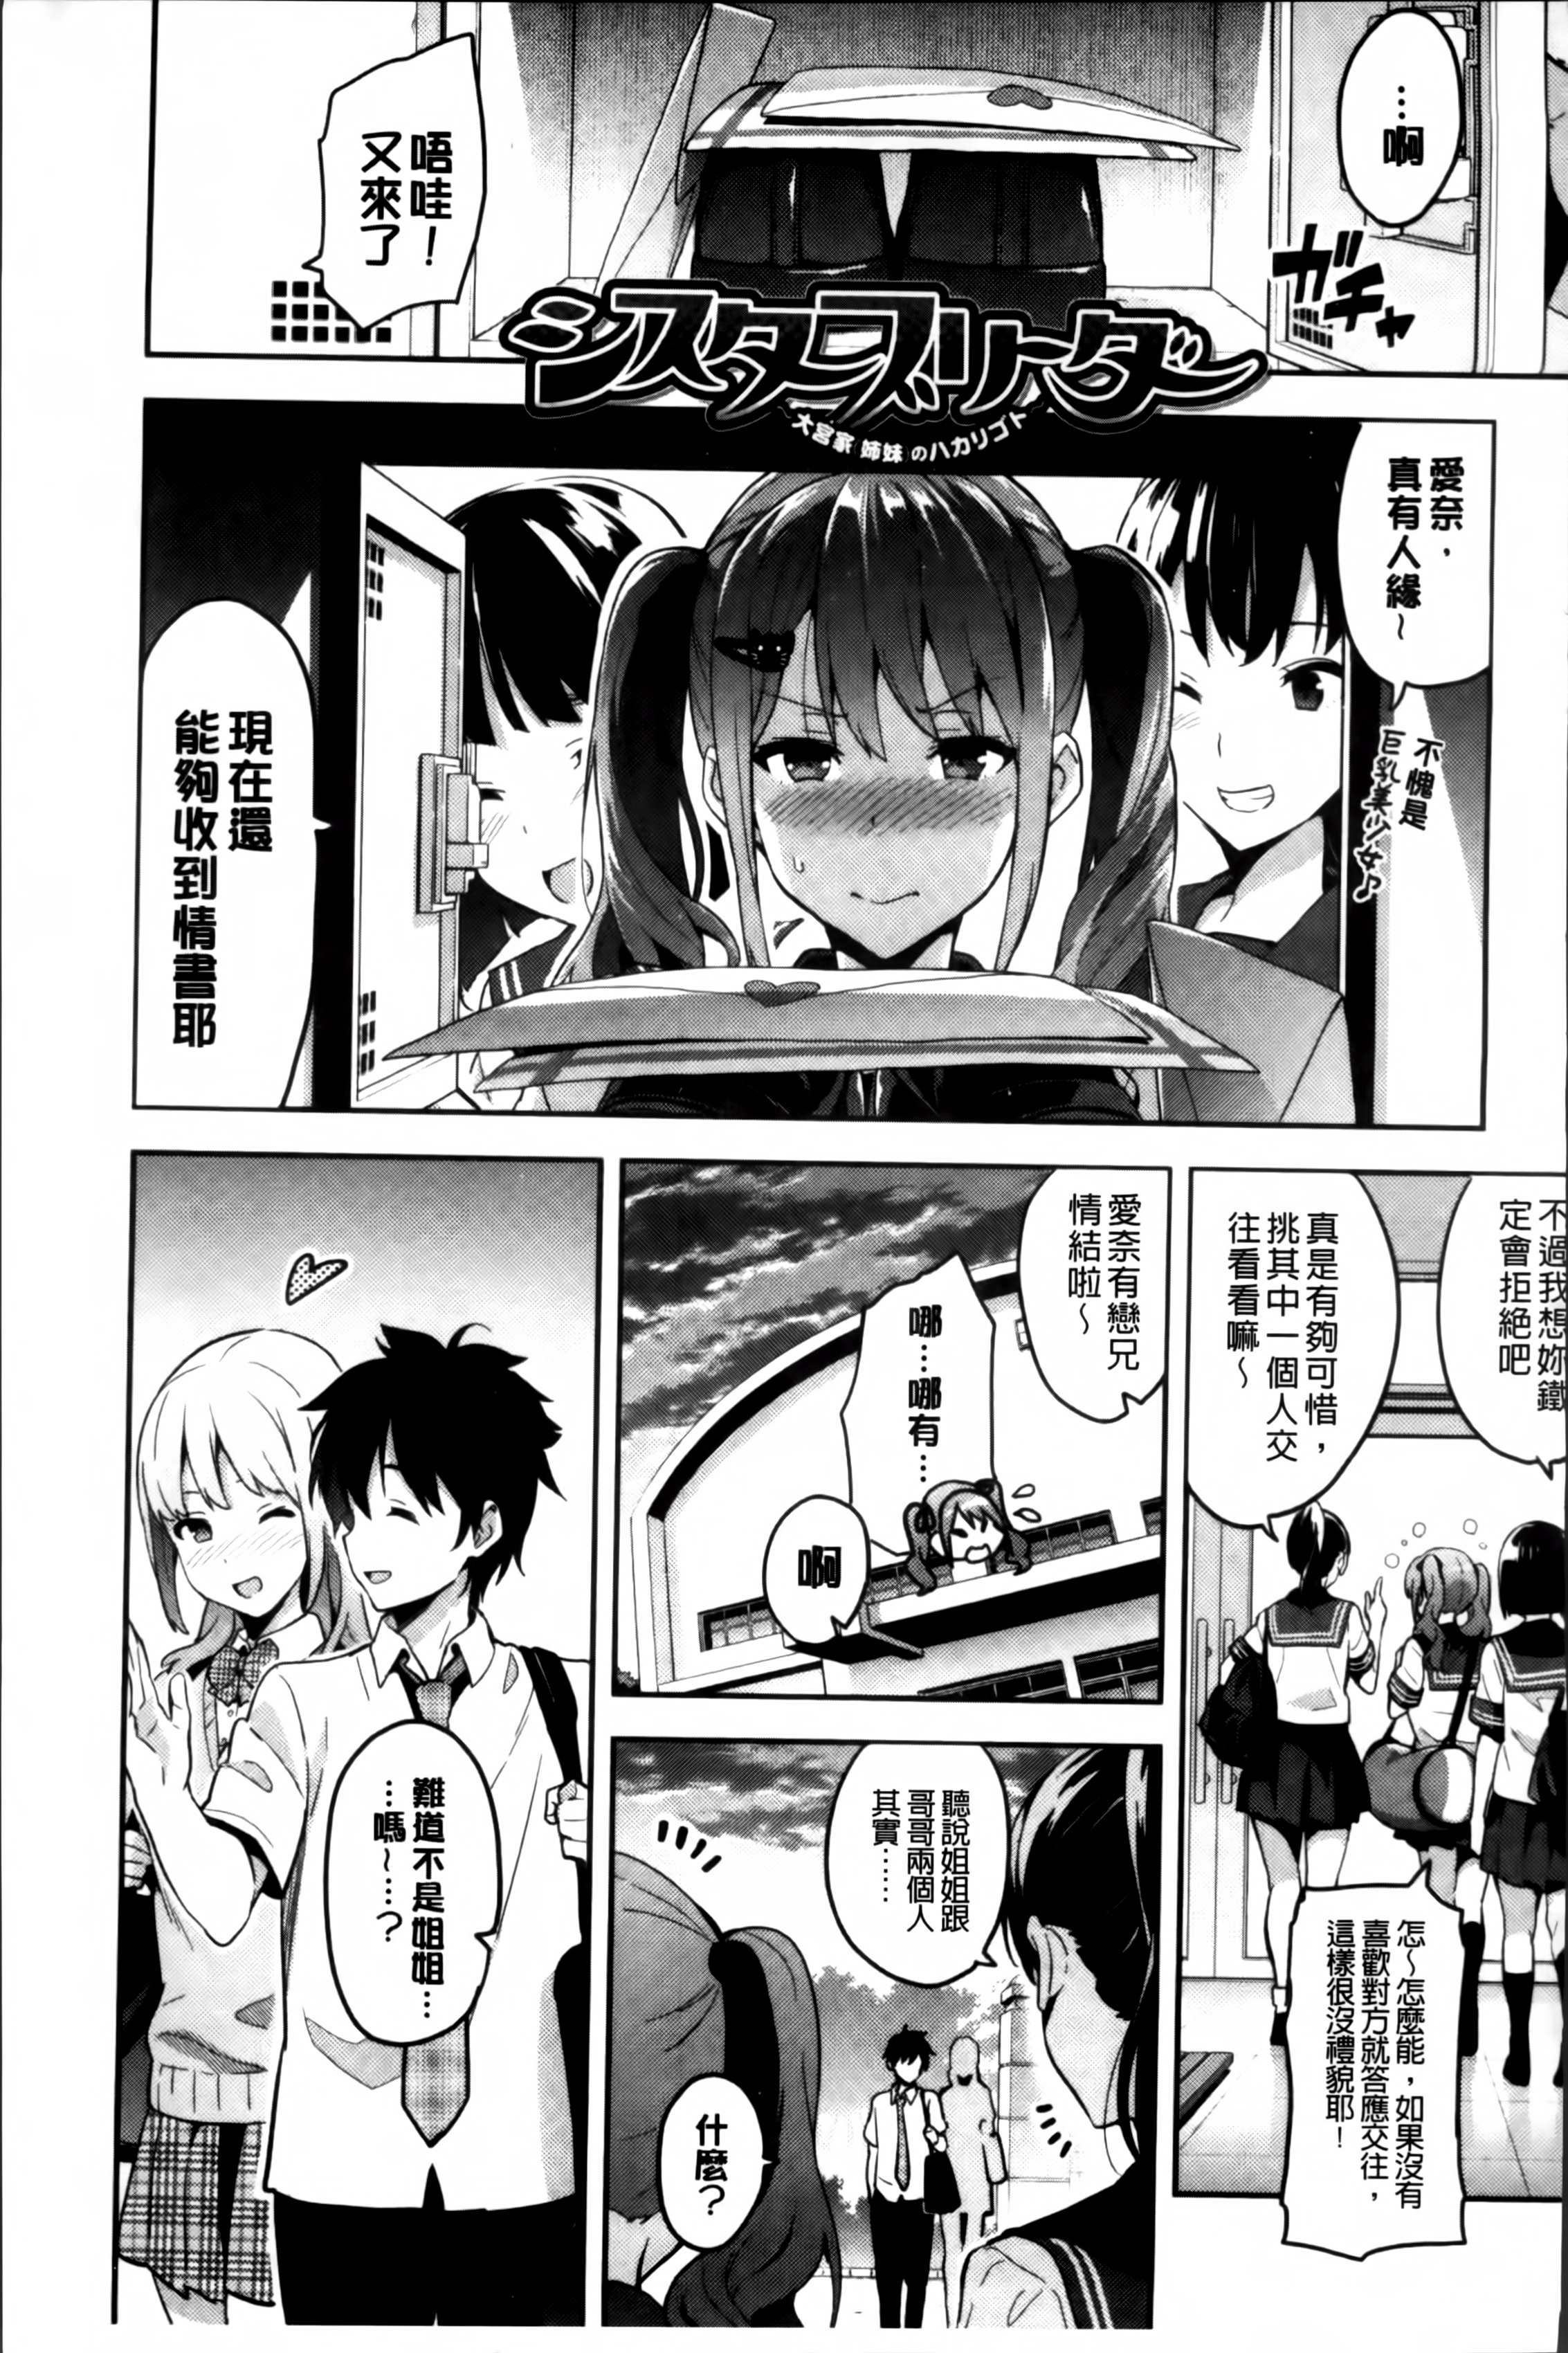 …啊
ガチャ
唔哇！
又來了
シスターズリーダー
～大宮家（姉妹）のハカリゴト～
愛奈，
真有人緣～
不愧是
巨乳美少女♪
現在還
能夠收到情書耶
不過我想妳鐵
定會拒絕吧
真是有夠可惜，
挑其中一個人交
往看看嘛～
怎～怎麼能，如果沒有
喜歡對方就答應交往，
這樣很沒禮貌耶！
愛奈有戀兄
情結啦～
哪…哪有…
啊
聽說姐姐跟
哥哥兩個人
其實……
什麼？
難道不是姐姐…
…嗎～…？